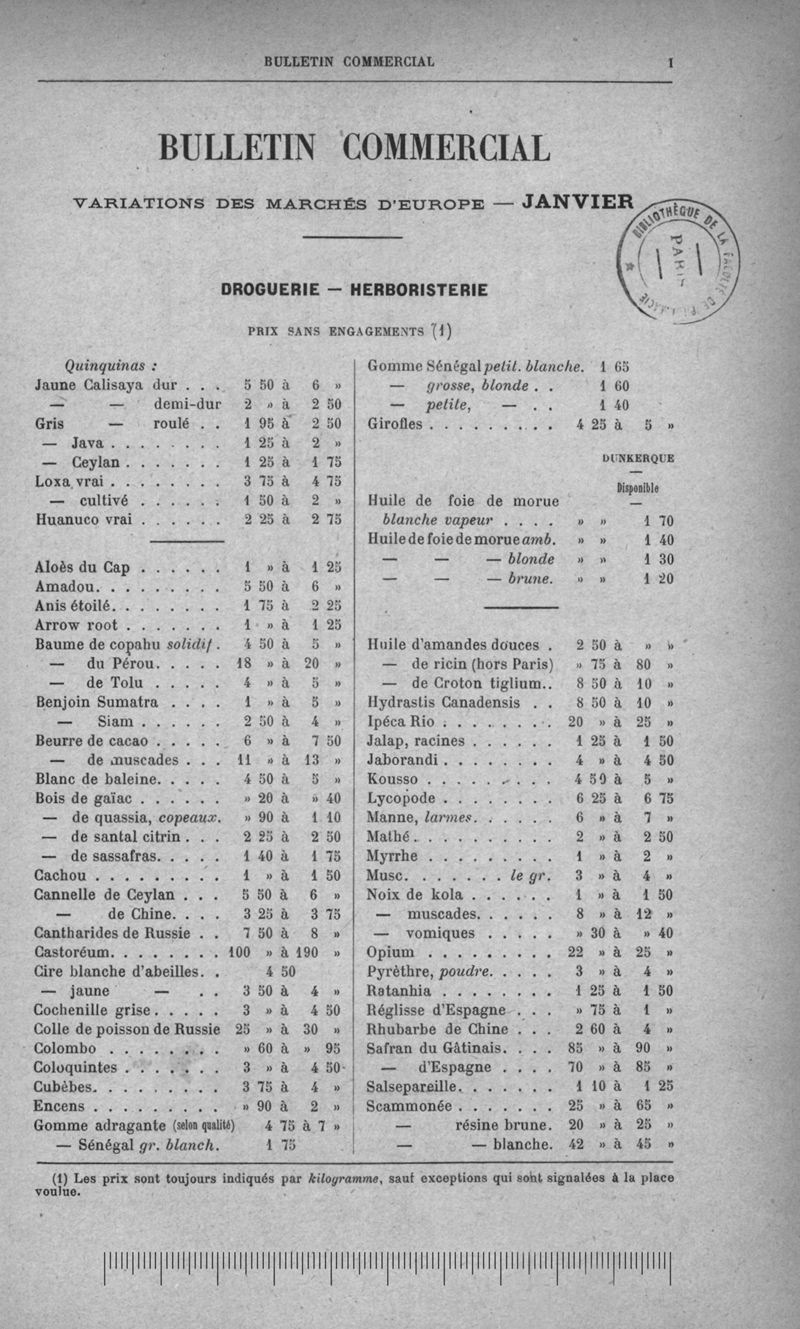 BULLETIN COMMERCIAL 1
BULLETIN COMMERCIAL
VARIATIONS DES MARCHÉS D'EUROPE — JANVIER
BIBLIOTHÈQUE DE LA FACULTÉ DE PHARMACIE
PARIS
DROGUERIE — HERBORISTERIE
PRIX SANS ENGAGEMENTS (1)
Quinquinas :
Jaune Calisaya dur . . . 5 50 à 6 »
— — demi-dur 2 » à 2 50
Gris — roulé . . 1 95 à 2 50
— Java . . . . . . . . 1 25 à 2 »
— Ceylan . . . . . . . 1 25 à 1 75
Loxa vrai . . . . . . . . 3 75 à 4 75
— cultivé . . . . . . 1 50 à 2 »
Huanuco vrai . . . . . . 2 25 à 2 75
Aloès du Cap . . . . . . 1 » à 1 25
Amadou. . . . . . . . . 5 50 à 6 »
Anis étoilé. . . . . . . . 1 75 à 2 25
Arrow root . . . . . . . 1 » à 1 25
Baume de copahu solidif. 4 50 à 5 »
— du Pérou. . . . . 18 » à 20 »
— de Tolu . . . . . 4 » à 5 »
Benjoin Sumatra . . . . 1 » à 5 »
— Siam . . . . . . 2 50 à 4 »
Beurre de cacao . . . . . 6 » à 7 50
— de muscades . . . 11 » à 13 »
Blanc de baleine. . . . . 4 50 à 5 »
Bois de gaïac . . . . . . » 20 à » 40
— de quassia, copeaux. » 90 à 1 10
— de santal citrin . . . 2 25 à 2 50
— de sassafras. . . . . 1 40 à 1 75
Cachou . . . . . . . . . 1 » à 1 50
Cannelle de Ceylan . . . 5 50 à 6 »
— de Chine. . . . 3 25 à 3 75
Cantharides de Russie . . 7 50 à 8 »
Castoréum. . . . . . . . 100 » à 190 »
Cire blanche d'abeilles. . 4 50
— jaune — . . 3 50 à 4 »
Cochenille grise . . . . . 3 » à 4 50
Colle de poisson de Russie 25 » à 30 »
Colombo . . . . . . . . » 60 à » 95
Coloquintes . . . . . . . 3 » à 4 50
Cubèbes. . . . . . . . . 3 75 à 4 »
Encens . . . . . . . . . » 90 à 2 »
Gomme adragante (selon qualité) 4 75 à 7 »
— Sénégal gr. blanch. 1 75
Gomme Sénégal petit. blanche. 1 65
— grosse, blonde . . 1 60
— petite, — . . 1 40
Girofles . . . . . . . . . 4 25 à 5 »
DUNKERQUE
Disponible
Huile de foie de morue
blanche vapeur . . . . » » 1 70
Huile de foie de morue amb. » » 1 40
— — — blonde » » 1 30
— — — brune. » » 1 20
Huile d'amandes douces . 2 50 à » »
— de ricin (hors Paris) » 75 à 80 »
— de Croton tiglium.. 8 50 à 10 »
Hydrastis Canadensis . . 8 50 à 10 »
Ipéca Rio . . . . . . . . 20 » à 25 »
Jalap, racines . . . . . . 1 25 à 1 50
Jaborandi . . . . . . . . 4 » à 4 50
Kousso . . . . . . . . . 4 50 à 5 »
Lycopode . . . . . . . . 6 25 à 6 75
Manne, larmes. . . . . . 6 » à 7 »
Mathé . . . . . . . . . . 2 » à 2 50
Myrrhe . . . . . . . . . 1 » à 2 »
Musc. . . . . . . le gr. 3 » à 4 »
Noix de kola . . . . . . 1 » à 1 50
— muscades. . . . . . 8 » à 12 »
— vomiques . . . . . » 30 à » 40
Opium . . . . . . . . . 22 » à 25 »
Pyrèthre, poudre. . . . . 3 » à 4 »
Ratanhia . . . . . . . . 1 25 à 1 50
Réglisse d'Espagne . . . » 75 à 1 »
Rhubarbe de Chine . . . 2 60 à 4 »
Safran du Gâtinais. . . . 85 » à 90 »
— d'Espagne . . . . 70 » à 85 »
Salsepareille. . . . . . . 1 10 à 1 25
Scammonée . . . . . . . 25 » à 65 »
— résine brune. 20 » à 25 »
— — blanche. 42 » à 45 »
(1) Les prix sont toujours indiqués par kilogramme, sauf exceptions qui sont signalées à la place
voulue.